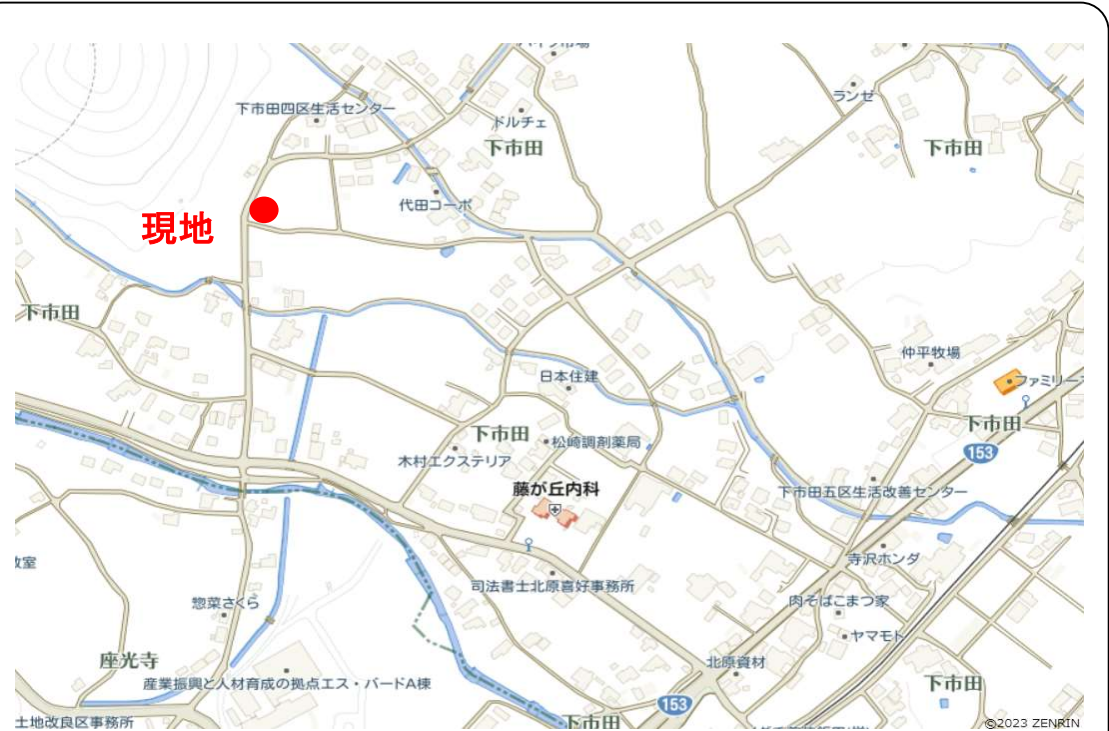 下市田四区生活センター
ランゼ
ドルチェ
下市田
下市田
代田コーポ
現地
下市田
仲平牧場
日本住建
ファミリーマ
下市田
下市田
松崎調剤薬局
153
木村エクステリア
藤が丘内科
下市田五区生活改善センター
寺沢ホンダ
司法書士北原喜好事務所
惣菜さくら
肉そばこまつ家
ヤマモト
座光寺
北原資材
産業振興と人材育成の拠点エス・バードA棟
下市田
153
土地改良区事務所
下市田
©2023 ZENRIN